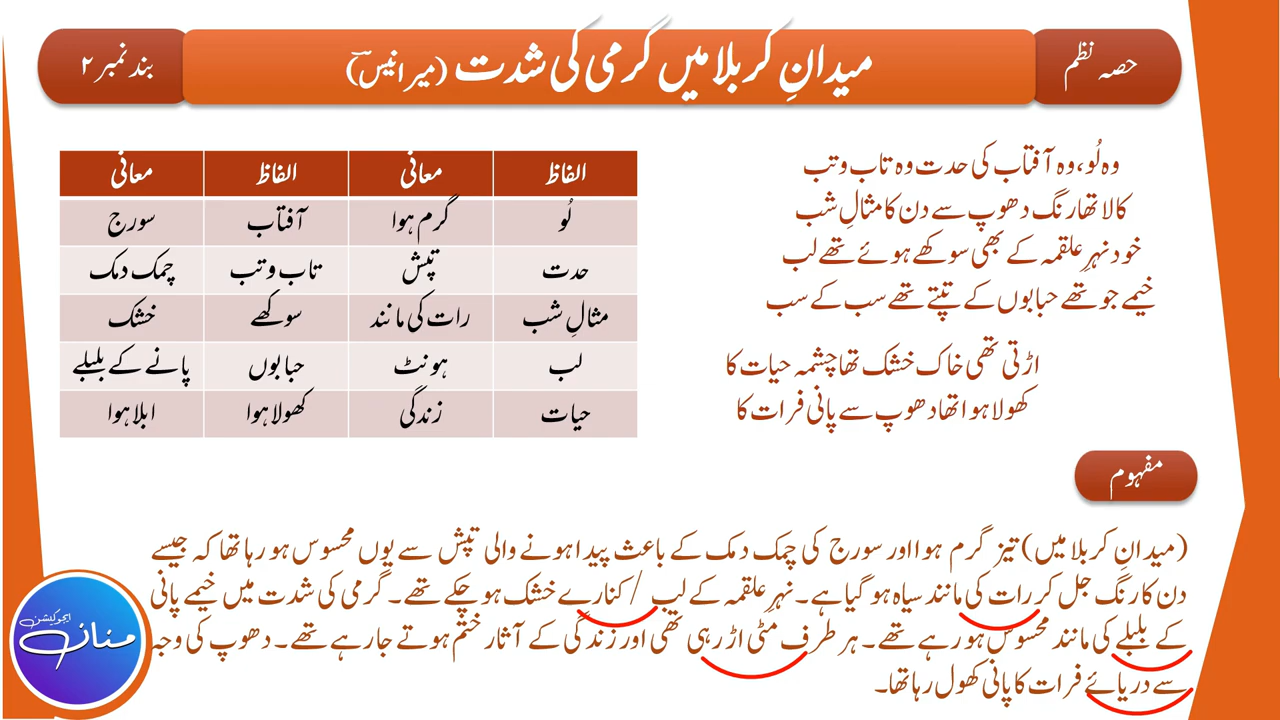 حصہ نظم
میدانِ کربلا میں گرمی کی شدت (میر انیسؔ)
بند نمبر ۲
وہ لُو، وہ آفتاب کی حدت وہ تاب و تب
کالا تھا رنگ دھوپ سے دن کا مثالِ شب
خود نہرِ علقمہ کے بھی سوکھے ہوئے تھے لب
خیمے جو تھے حبابوں کے تپتے تھے سب کے سب
اڑتی تھی خاک خشک تھا چشمہ حیات کا
کھولا ہوا تھا دھوپ سے پانی فرات کا
الفاظ معانی الفاظ معانی
لُو گرم ہوا آفتاب سورج
حدت تپش تاب و تب چمک دمک
مثالِ شب رات کی مانند سوکھے خشک
لب ہونٹ حبابوں پانے کے بلبلے
حیات زندگی کھولا ہوا ابلا ہوا
مفہوم
(میدانِ کربلا میں) تیز گرم ہوا اور سورج کی چمک دمک کے باعث پیدا ہونے والی تپش سے یوں محسوس ہو رہا تھا کہ جیسے
دن کا رنگ جل کر رات کی مانند سیاہ ہو گیا ہے۔ نہرِ علقمہ کے لب / کنارے خشک ہو چکے تھے۔ گرمی کی شدت میں خیمے پانی
کے بلبلے کی مانند محسوس ہو رہے تھے۔ ہر طرف مٹی اڑ رہی تھی اور زندگی کے آثار ختم ہوتے جا رہے تھے۔ دھوپ کی وجہ
سے دریائے فرات کا پانی کھول رہا تھا۔
ایجوکیشن
منان